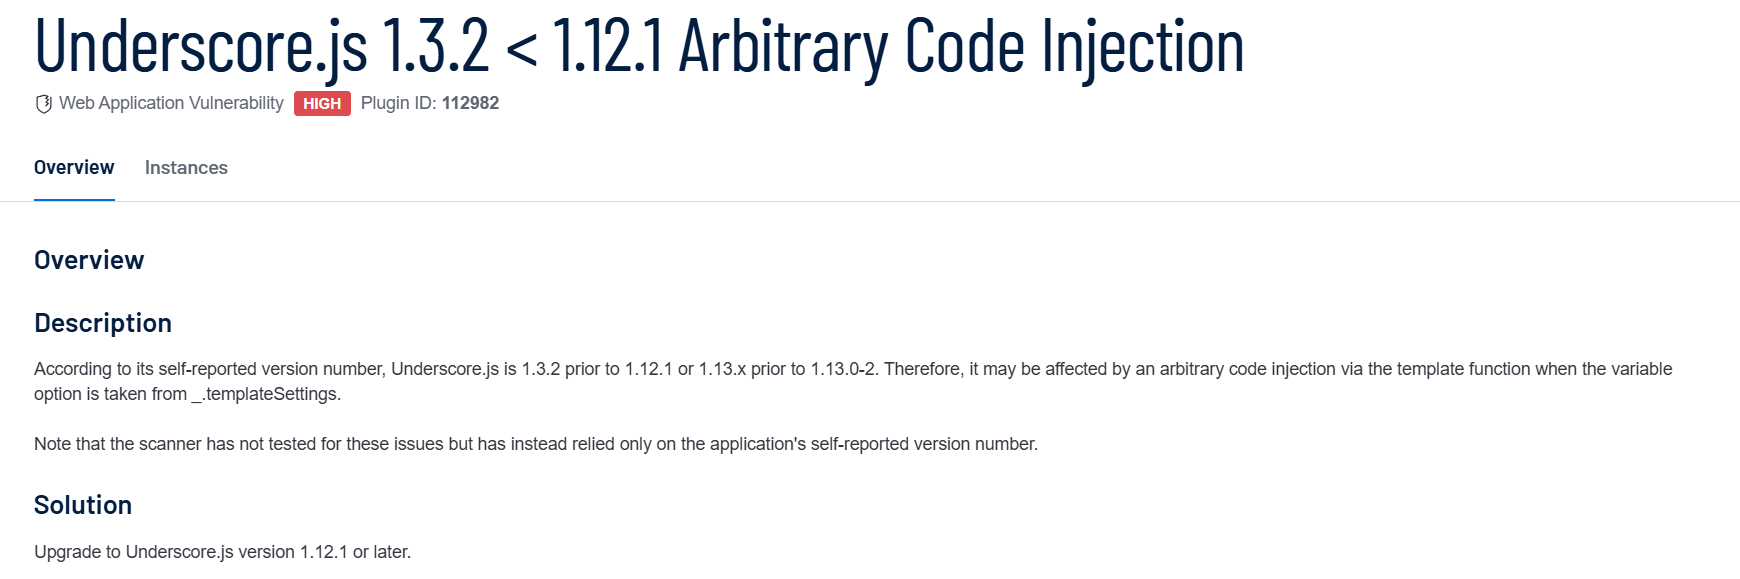 Underscore.js 1.3.2 < 1.12.1 Arbitrary Code Injection
Web Application Vulnerability HIGH Plugin ID: 112982
Overview Instances
Overview
Description
According to its self-reported version number, Underscore.js is 1.3.2 prior to 1.12.1 or 1.13.x prior to 1.13.0-2. Therefore, it may be affected by an arbitrary code injection via the template function when the variable
option is taken from _.templateSettings.
Note that the scanner has not tested for these issues but has instead relied only on the application's self-reported version number.
Solution
Upgrade to Underscore.js version 1.12.1 or later.